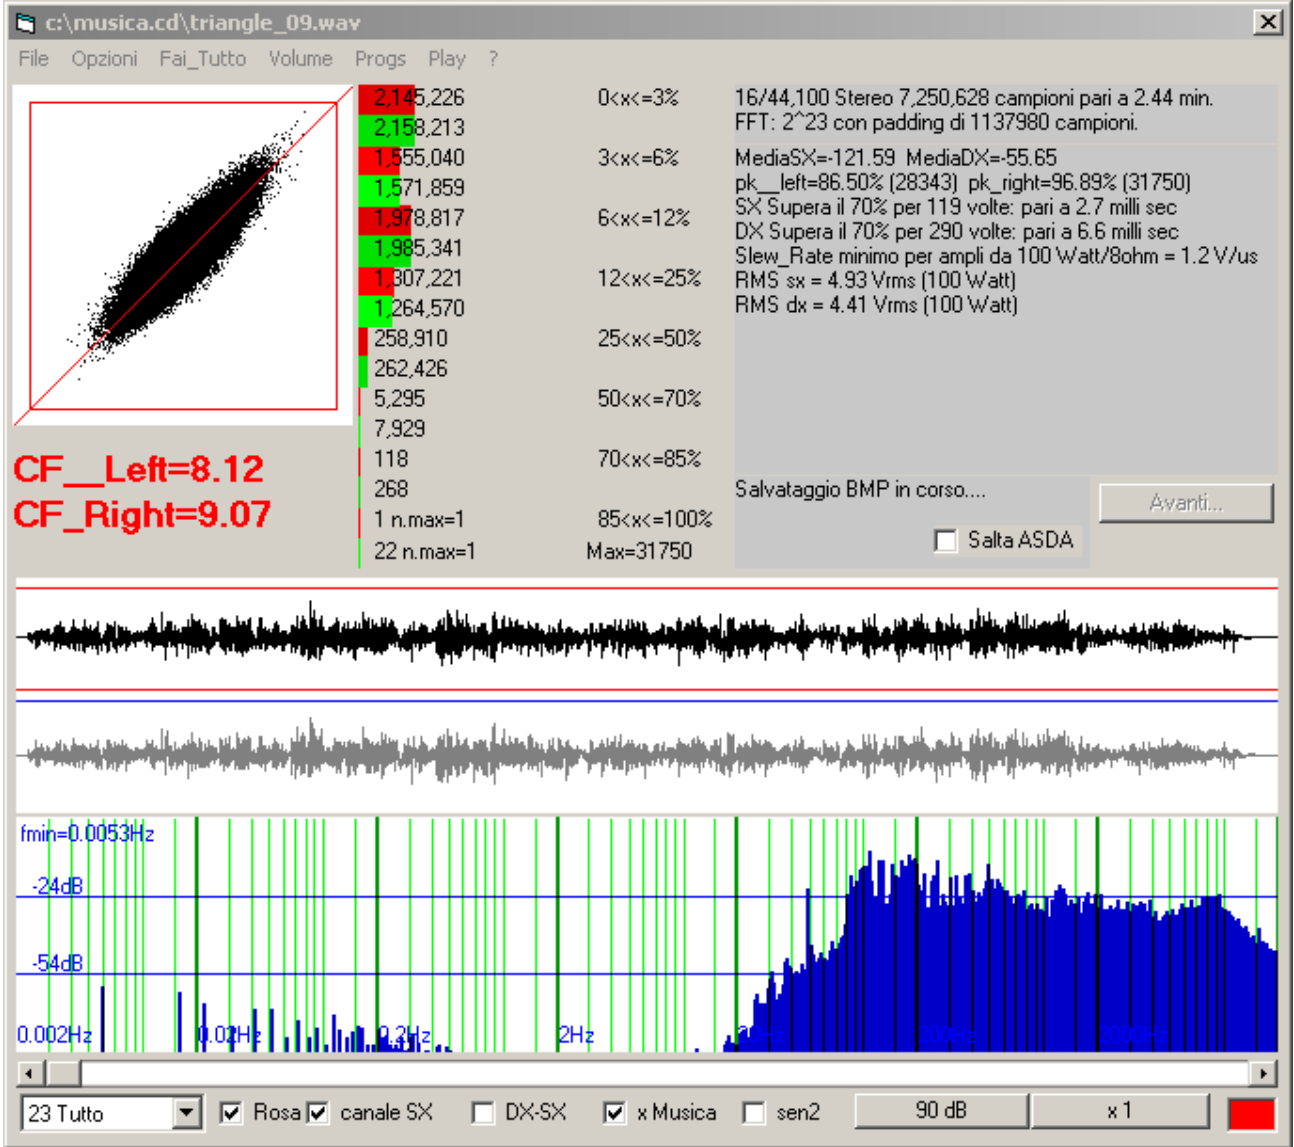 c:\musica.cd\triangle_09.wav
File Opzioni Fai_Tutto Volume Progs Play ?
2,145,226 0<x<=3%
2,158,213
1,555,040 3<x<=6%
1,571,859
1,978,817 6<x<=12%
1,985,341
1,307,221 12<x<=25%
1,264,570
258,910 25<x<=50%
262,426
5,295 50<x<=70%
7,929
118 70<x<=85%
268
1 n.max=1 85<x<=100%
22 n.max=1 Max=31750
16/44,100 Stereo 7,250,628 campioni pari a 2.44 min.
FFT: 2^23 con padding di 1137980 campioni.
MediaSX=-121.59 MediaDX=-55.65
pk__left=86.50% (28343) pk_right=96.89% (31750)
SX Supera il 70% per 119 volte: pari a 2.7 milli sec
DX Supera il 70% per 290 volte: pari a 6.6 milli sec
Slew_Rate minimo per ampli da 100 Watt/8ohm = 1.2 V/us
RMS sx = 4.93 Vrms (100 Watt)
RMS dx = 4.41 Vrms (100 Watt)
CF__Left=8.12
CF_Right=9.07
Salvataggio BMP in corso....
Avanti...
Salta ASDA
fmin=0.0053Hz
-24dB
-54dB
0.002Hz 0.02Hz 0.2Hz 2Hz 20Hz 200Hz 2000Hz
23 Tutto Rosa canale SX DX-SX x Musica sen2 90 dB x 1